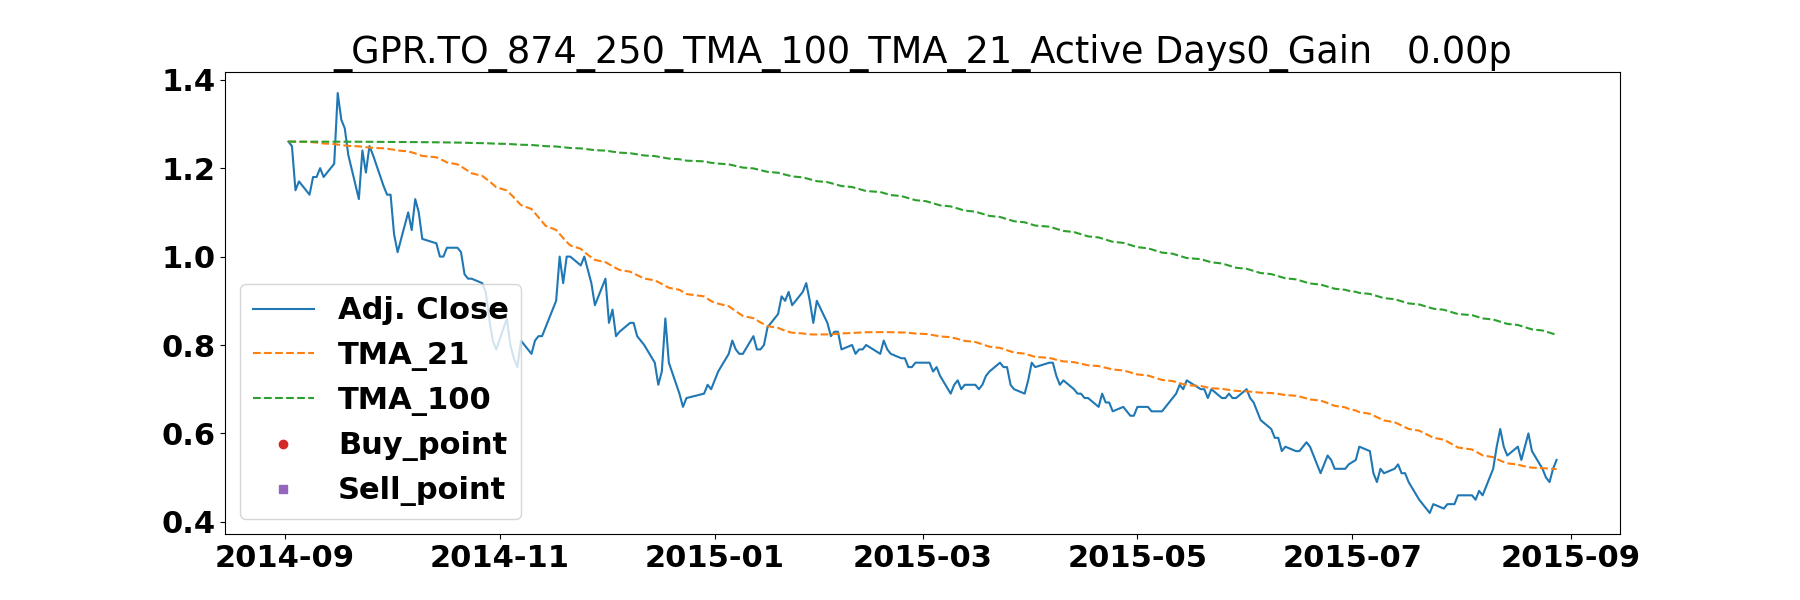 _GPR.TO_874_250_TMA_100_TMA_21_Active Days0_Gain   0.00p
1.4
1.2
1.0
0.8
0.6
0.4
Adj. Close
TMA_21
TMA_100
Buy_point
Sell_point
2014-09 2014-11 2015-01 2015-03 2015-05 2015-07 2015-09